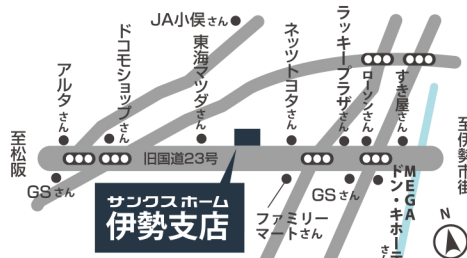 JA小俣さん
アルタさん
ドコモショップさん
東海マツダさん
ネッツトヨタさん
ラッキープラザさん
ローソンさん
すき屋さん
至松阪
旧国道23号
至伊勢市街
GSさん
サンクスホーム
伊勢支店
ファミリー
マートさん
GSさん
MEGA
ドン・キホーテ
さん
N